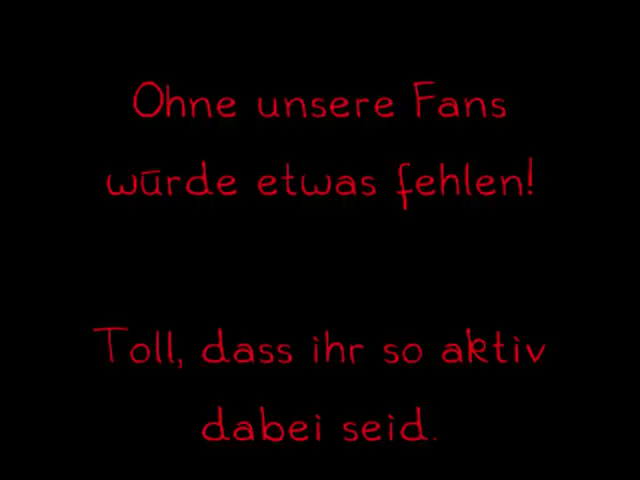 Ohne unsere Fans
würde etwas fehlen!
Toll, dass ihr so aktiv
dabei seid.